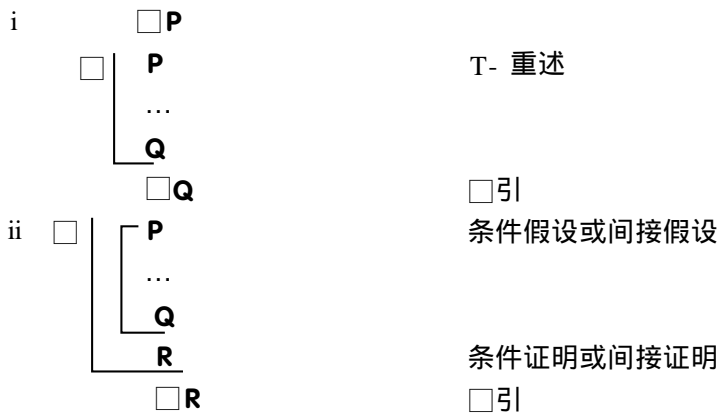 i □P
□ P T- 重述
…
Q
□Q □引
ii □ P 条件假设或间接假设
…
Q
R 条件证明或间接证明
□R □引